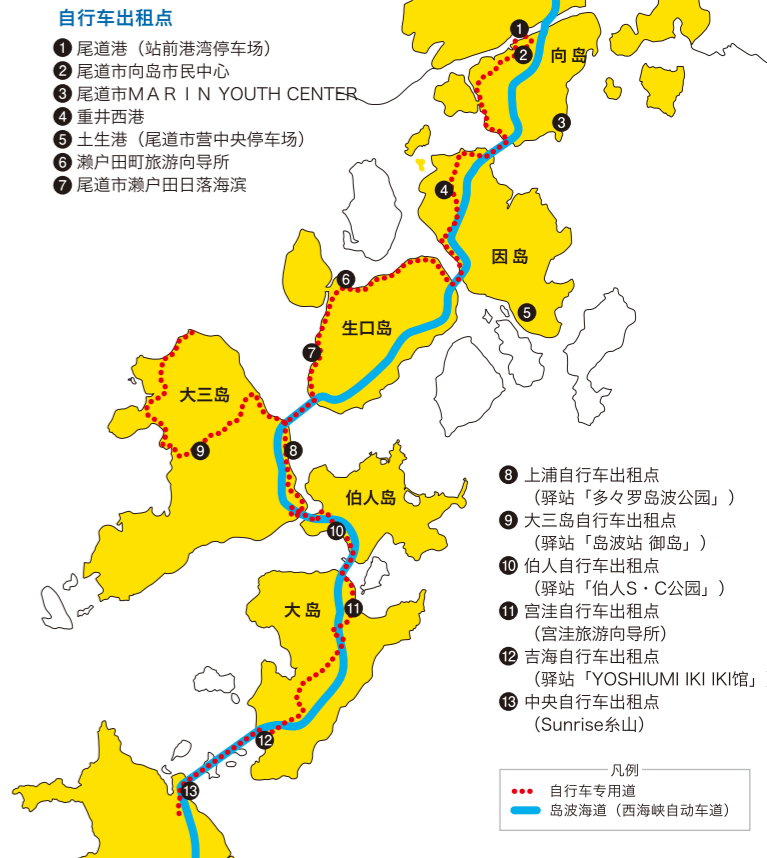 自行车出租点
1 尾道港（站前港湾停车场）
2 尾道市向岛市民中心
3 尾道市ＭＡＲＩＮ YOUTH CENTER
4 重井西港
5 土生港（尾道市营中央停车场）
6 濑户田町旅游向导所
7 尾道市濑户田日落海滨
1
2
向岛
3
4
因岛
5
6
生口岛
7
大三岛
9
8
伯人岛
10
大岛
11
12
13
8 上浦自行车出租点
（驿站「多々罗岛波公园」）
9 大三岛自行车出租点
（驿站「岛波站 御岛」）
10 伯人自行车出租点
（驿站「伯人S・C公园」）
11 宫洼自行车出租点
（宫洼旅游向导所）
12 吉海自行车出租点
（驿站「YOSHIUMI IKI IKI馆」）
13 中央自行车出租点
（Sunrise糸山）
凡例
自行车专用道
岛波海道（西海峡自动车道）